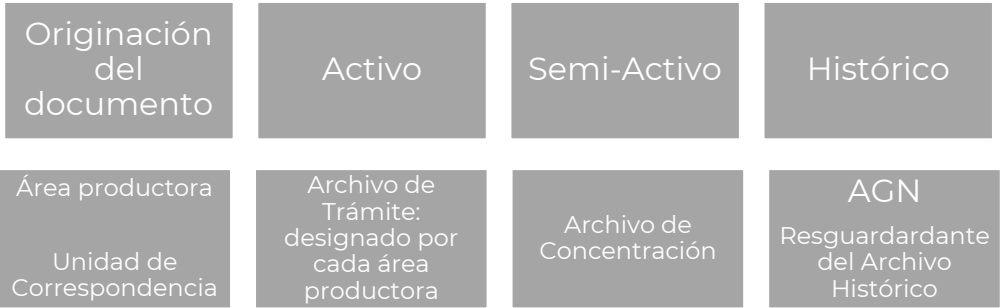 Originación
del
documento
Activo
Semi-Activo
Histórico
Área productora
Unidad de
Correspondencia
Archivo de
Trámite:
designado por
cada área
productora
Archivo de
Concentración
AGN
Resguardardante
del Archivo
Histórico